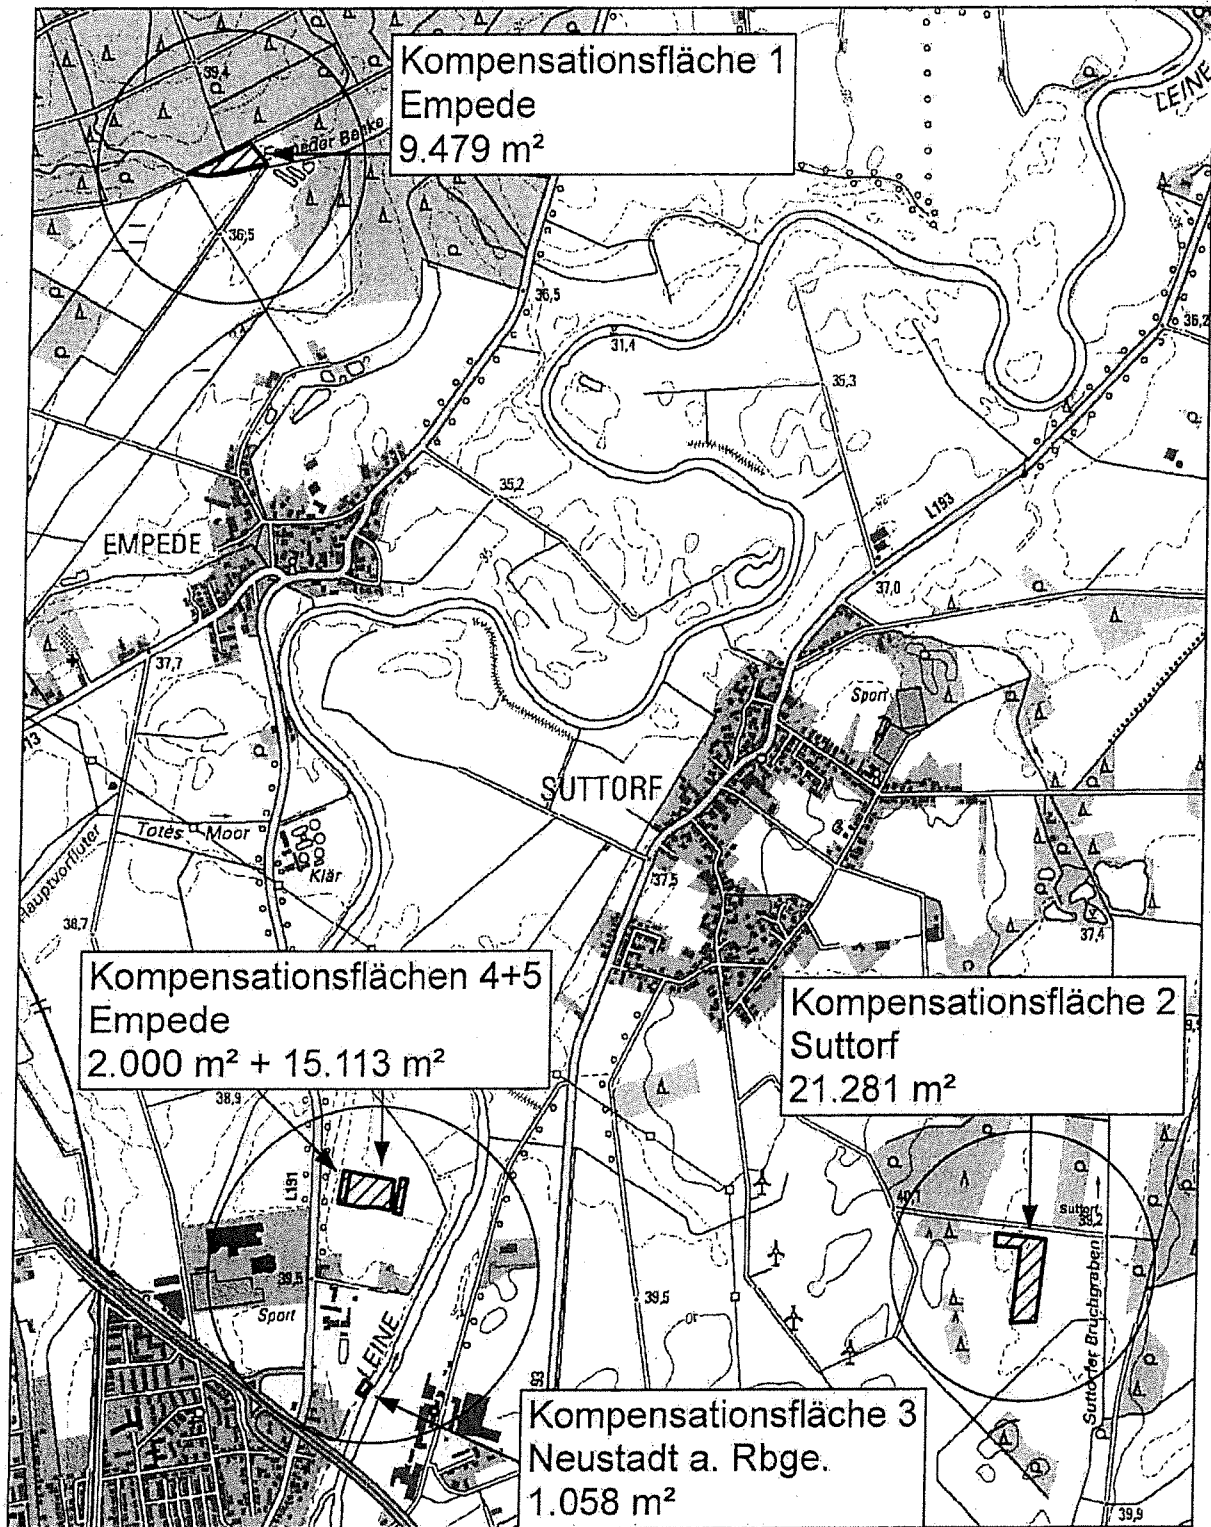 Kompensationsfläche 1
Empede
9.479 m²
39,4
36,5
LEINE
36,5
31,4
35,3
36,2
35,2
L193
EMPEDE
37,0
37,7
Sport
SUTTORF
Totes Moor
Klär
Hauptvorfluter
38,7
37,5
37,4
Kompensationsflächen 4+5
Empede
2.000 m² + 15.113 m²
Kompensationsfläche 2
Suttorf
21.281 m²
38,9
L191
40,1
Suttorf
39,2
Suttorfer Bruchgraben
39,5
Sport
39,5
LEINE
Kompensationsfläche 3
Neustadt a. Rbge.
1.058 m²
39,9